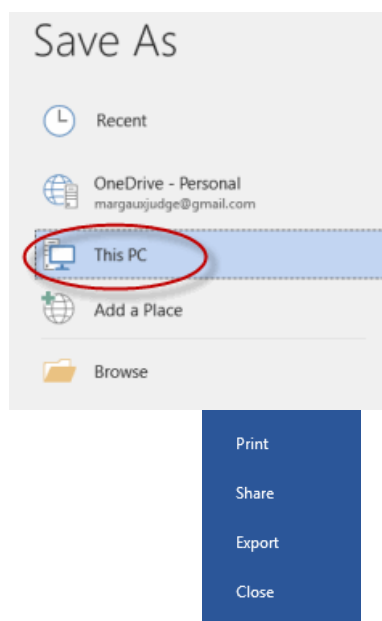 Save As
Recent
OneDrive - Personal
margauxjudge@gmail.com
This PC
Add a Place
Browse
Print
Share
Export
Close